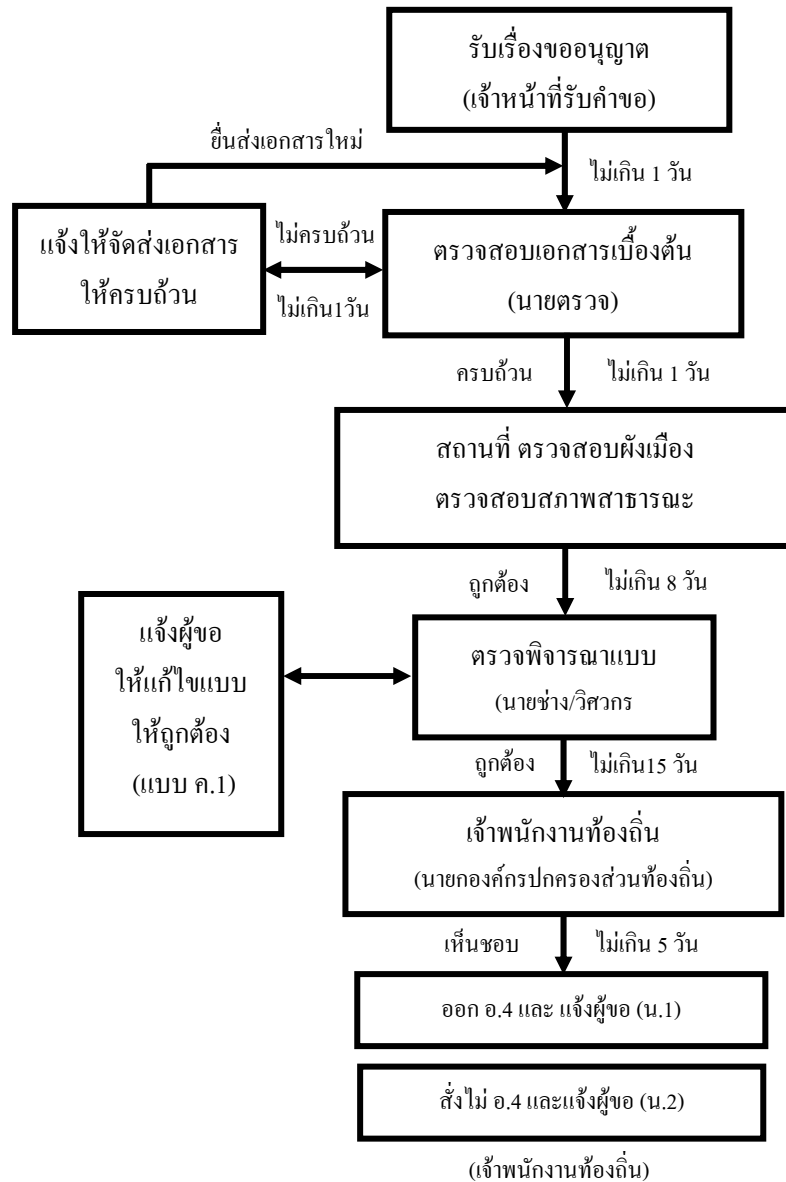 รับเรื่องขออนุญาต
(เจ้าหน้าที่รับคำขอ)
ยื่นส่งเอกสารใหม่
ไม่เกิน 1 วัน
แจ้งให้จัดส่งเอกสาร
ให้ครบถ้วน
ไม่ครบถ้วน
ไม่เกิน1วัน
ตรวจสอบเอกสารเบื้องต้น
(นายตรวจ)
ครบถ้วน
ไม่เกิน 1 วัน
สถานที่ ตรวจสอบผังเมือง
ตรวจสอบสภาพสาธารณะ
ถูกต้อง
ไม่เกิน 8 วัน
แจ้งผู้ขอ
ให้แก้ไขแบบ
ให้ถูกต้อง
(แบบ ค.1)
ตรวจพิจารณาแบบ
(นายช่าง/วิศวกร
ถูกต้อง
ไม่เกิน15 วัน
เจ้าพนักงานท้องถิ่น
(นายกองค์กรปกครองส่วนท้องถิ่น)
เห็นชอบ
ไม่เกิน 5 วัน
ออก อ.4 และ แจ้งผู้ขอ (น.1)
สั่งไม่ อ.4 และแจ้งผู้ขอ (น.2)
(เจ้าพนักงานท้องถิ่น)